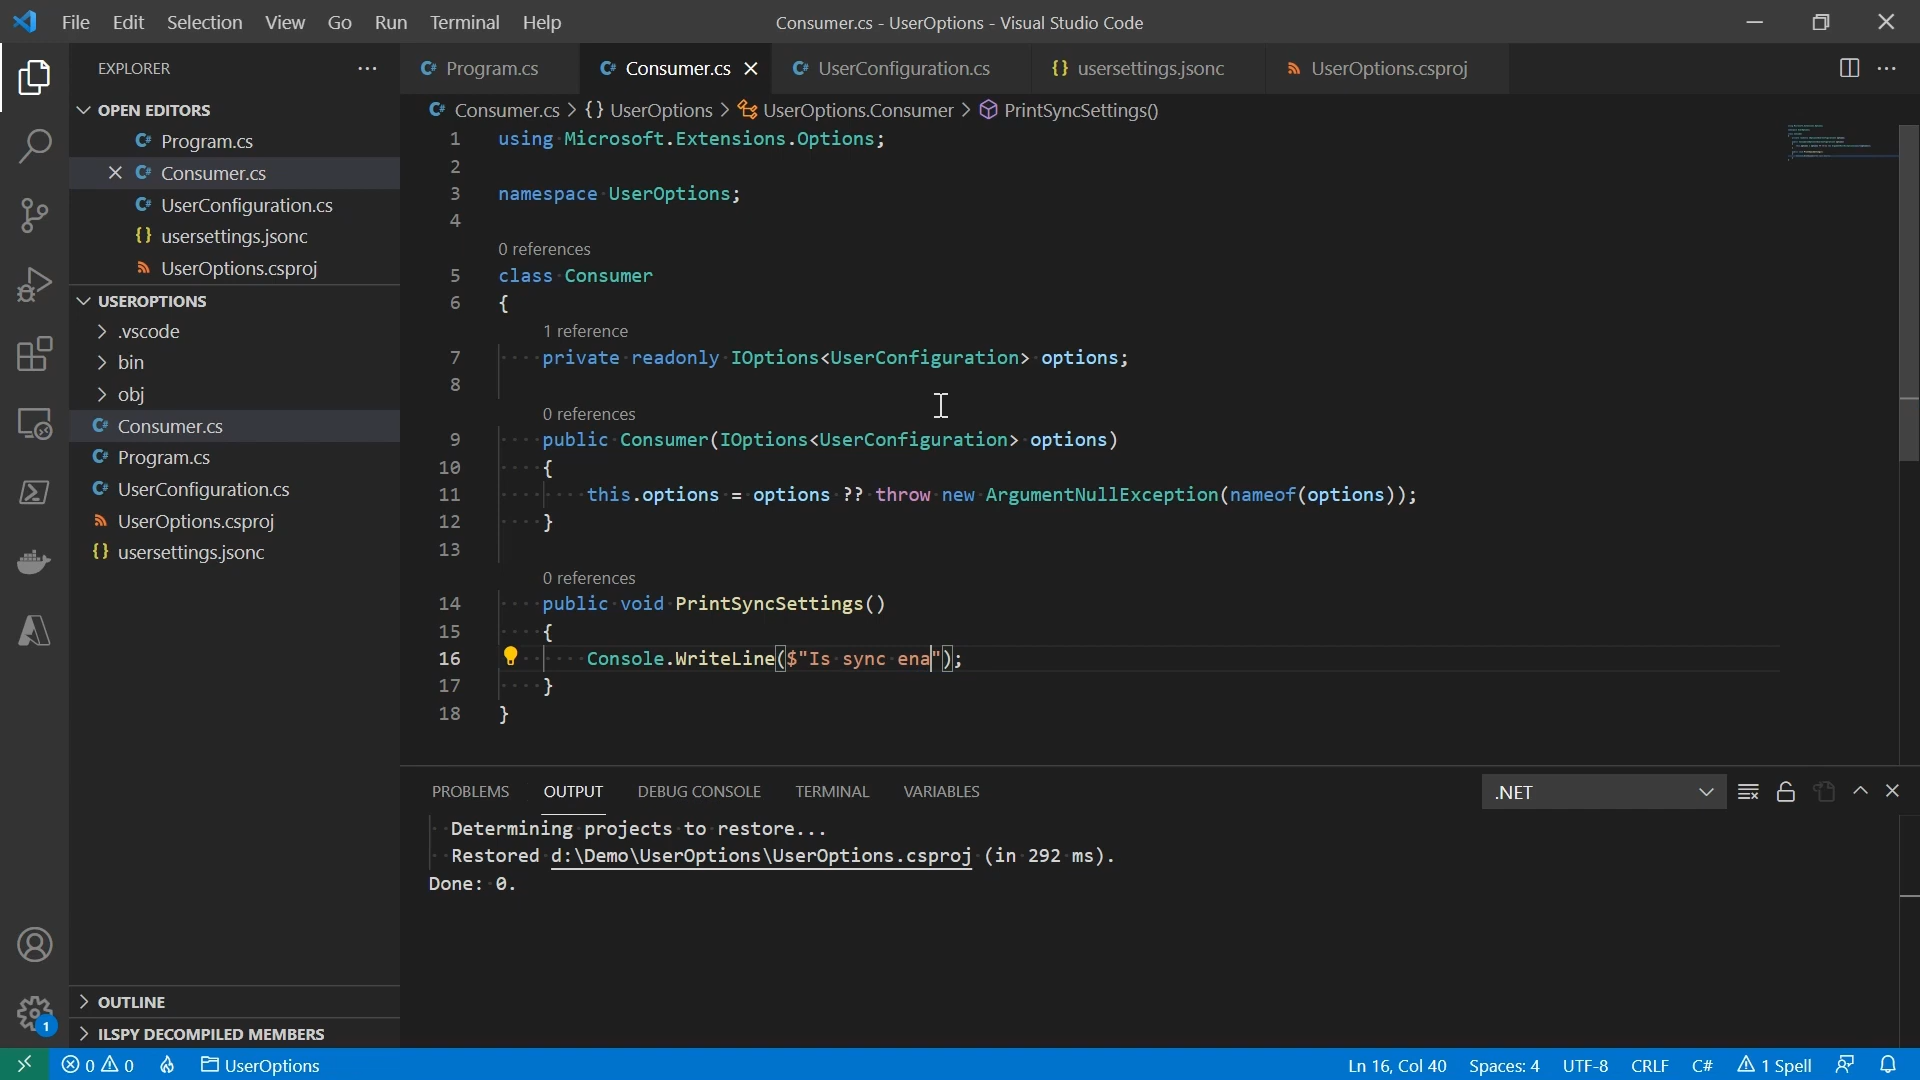 File Edit Selection View Go Run Terminal Help
Consumer.cs - UserOptions - Visual Studio Code
EXPLORER
OPEN EDITORS
Program.cs
Consumer.cs
UserConfiguration.cs
usersettings.jsonc
UserOptions.csproj
USEROPTIONS
.vscode
bin
obj
Consumer.cs
Program.cs
UserConfiguration.cs
UserOptions.csproj
usersettings.jsonc
OUTLINE
ILSPY DECOMPILED MEMBERS
Program.cs Consumer.cs UserConfiguration.cs usersettings.jsonc UserOptions.csproj
Consumer.cs > {} UserOptions > UserOptions.Consumer > PrintSyncSettings()
1 using Microsoft.Extensions.Options;
2
3 namespace UserOptions;
4
0 references
5 class Consumer
6 {
1 reference
7 private readonly IOptions<UserConfiguration> options;
8
0 references
9 public Consumer(IOptions<UserConfiguration> options)
10 {
11 this.options = options ?? throw new ArgumentNullException(nameof(options));
12 }
13
0 references
14 public void PrintSyncSettings()
15 {
16 Console.WriteLine($"Is sync ena");
17 }
18 }
PROBLEMS OUTPUT DEBUG CONSOLE TERMINAL VARIABLES
.NET
Determining projects to restore...
Restored d:\Demo\UserOptions\UserOptions.csproj (in 292 ms).
Done: 0.
1
0 0 UserOptions
Ln 16, Col 40 Spaces: 4 UTF-8 CRLF C# 1 Spell